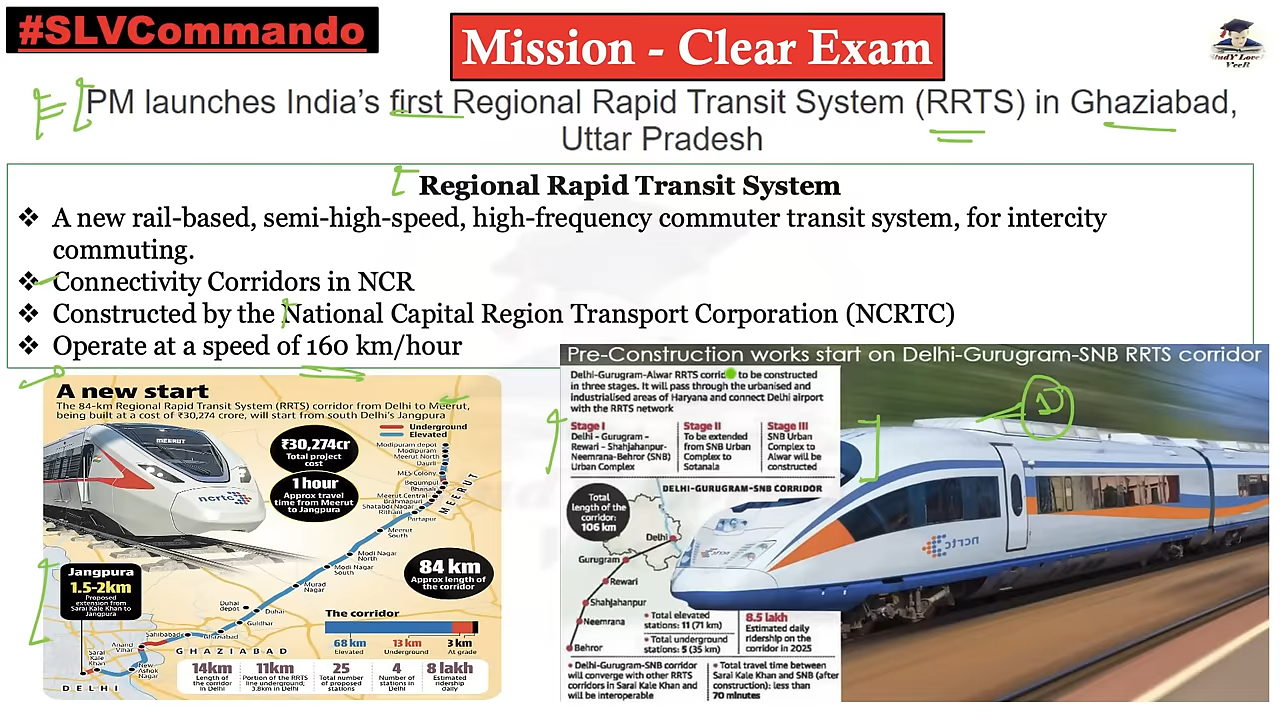 #SLVCommando
Mission - Clear Exam
StudY Lover
VeeR
PM launches India's first Regional Rapid Transit System (RRTS) in Ghaziabad,
Uttar Pradesh
Regional Rapid Transit System
❖ A new rail-based, semi-high-speed, high-frequency commuter transit system, for intercity
commuting.
❖ Connectivity Corridors in NCR
❖ Constructed by the National Capital Region Transport Corporation (NCRTC)
❖ Operate at a speed of 160 km/hour
A new start
The 84-km Regional Rapid Transit System (RRTS) corridor from Delhi to Meerut,
being built at a cost of ₹30,274 crore, will start from south Delhi's Jangpura
Underground
Elevated
MEERUT
ncrtc
₹30,274cr
Total project
cost
1 hour
Approx travel
time from Meerut
to Jangpura
Modipuram depot
Modipuram
Meerut North
Daurli
MES Colony
Begumpul
Bhaisali
Meerut Central
Brahmapuri
Shatabdi Nagar
Rithani
Partapur
MEERUT
Meerut
South
Modi Nagar
North
Modi Nagar
South
Murad
Nagar
84 km
Approx length of
the corridor
Jangpura
1.5-2km
Proposed
extension from
Sarai Kale Khan to
Jangpura
Duhai
depot
Duhai
Guldhar
Sahibabad
Ghaziabad
GHAZIABAD
Anand
Vihar
Sarai
Kale
Khan
New
Ashok
Nagar
DELHI
The corridor
68 km
Elevated
13 km
Underground
3 km
At grade
14km
Length of the
corridor
in Delhi
11km
Portion of the RRTS
line underground;
3.8km in Delhi
25
Total number
of proposed
stations
4
Number of
stations in
Delhi
8 lakh
Estimated
ridership
daily
Pre-Construction works start on Delhi-Gurugram-SNB RRTS corridor
Delhi-Gurugram-Alwar RRTS corrid to be constructed
in three stages. It will pass through the urbanised and
industrialised areas of Haryana and connect Delhi airport
with the RRTS network
Stage I
Delhi – Gurugram –
Rewari – Shahjahanpur-
Neemrana-Behror (SNB)
Urban Complex
Stage II
To be extended
from SNB Urban
Complex to
Sotanala
Stage III
SNB Urban
Complex to
Alwar will be
constructed
DELHI-GURUGRAM-SNB CORRIDOR
Total
length of the
corridor:
106 km
Delhi
Gurugram
Rewari
Shahjahanpur
Neemrana
Behror
• Total elevated
stations: 11 (71 km)
• Total underground
stations: 5 (35 km)
8.5 lakh
Estimated daily
ridership on the
corridor in 2025
• Delhi-Gurugram-SNB corridor
will converge with other RRTS
corridors in Sarai Kale Khan and
will be interoperable
• Total travel time between
Sarai Kale Khan and SNB (after
construction): less than
70 minutes